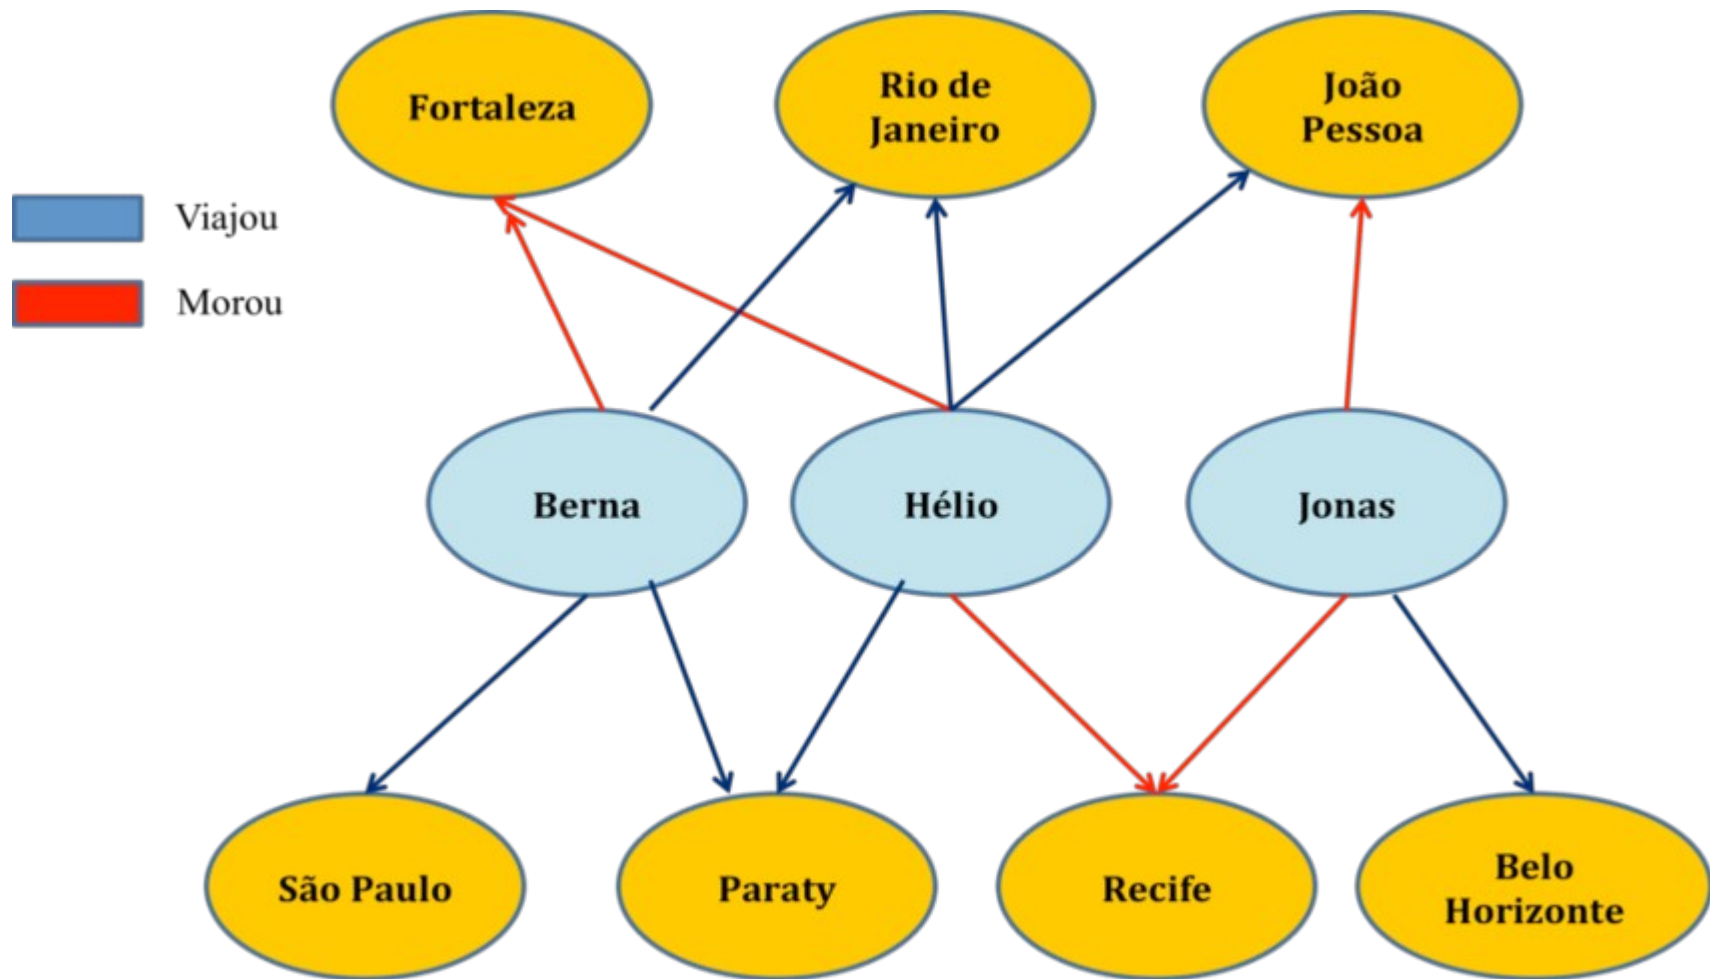 Fortaleza
Rio de
Janeiro
João
Pessoa
Viajou
Morou
Berna
Hélio
Jonas
São Paulo
Paraty
Recife
Belo
Horizonte